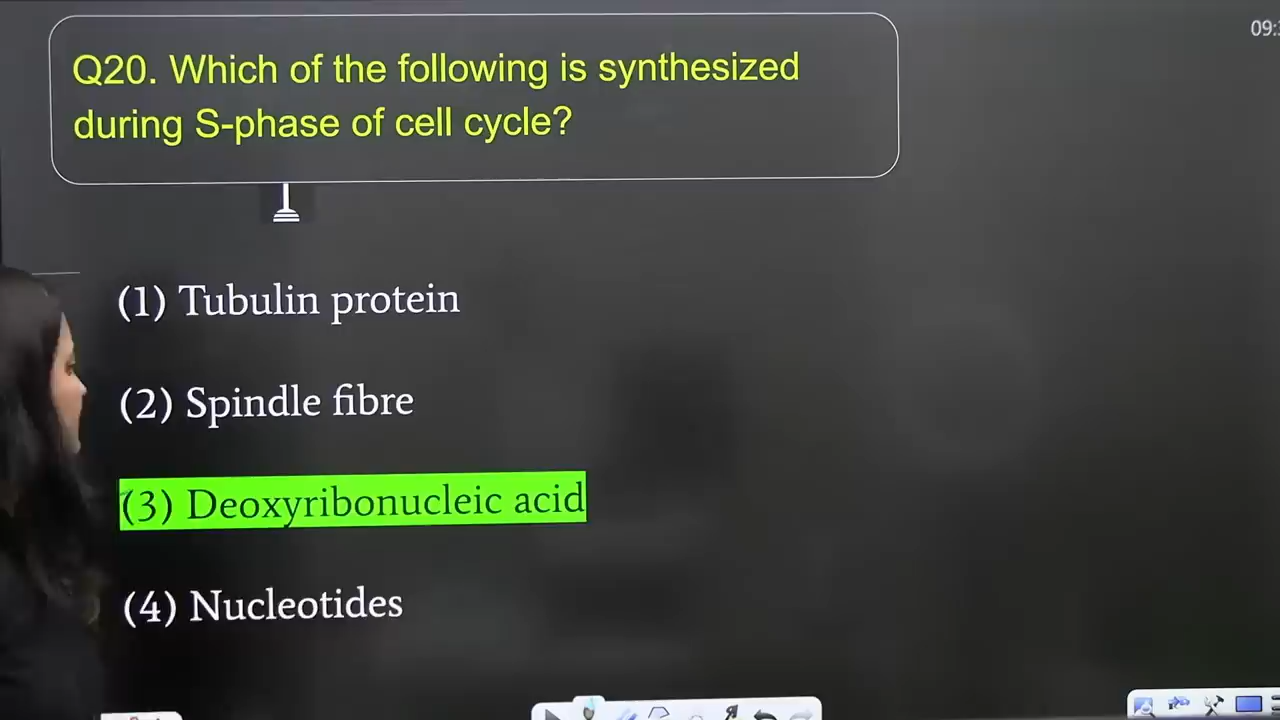 09:
Q20. Which of the following is synthesized
during S-phase of cell cycle?
(1) Tubulin protein
(2) Spindle fibre
(3) Deoxyribonucleic acid
(4) Nucleotides